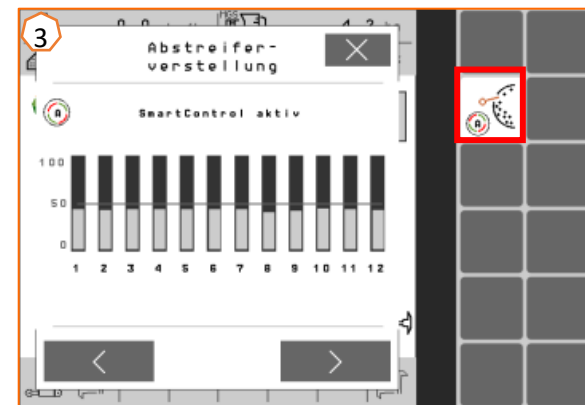 3
Abstreifer-
verstellung
A
SmartControl aktiv
100
50
0
1 2 3 4 5 6 7 8 9 10 11 12
A